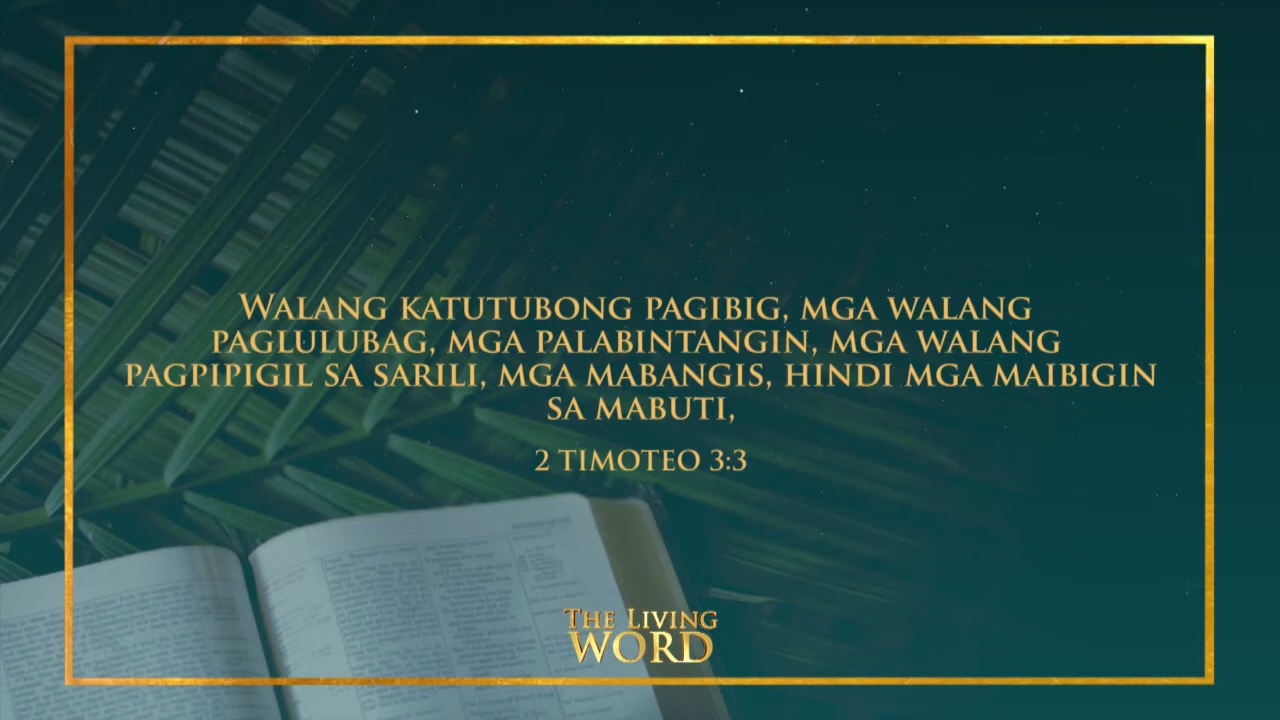 Walang katutubong pagibig, mga walang
paglulubag, mga palabintangin, mga walang
pagpipigil sa sarili, mga mabangis, hindi mga maibigin
sa mabuti,
2 Timoteo 3:3
The Living
Word